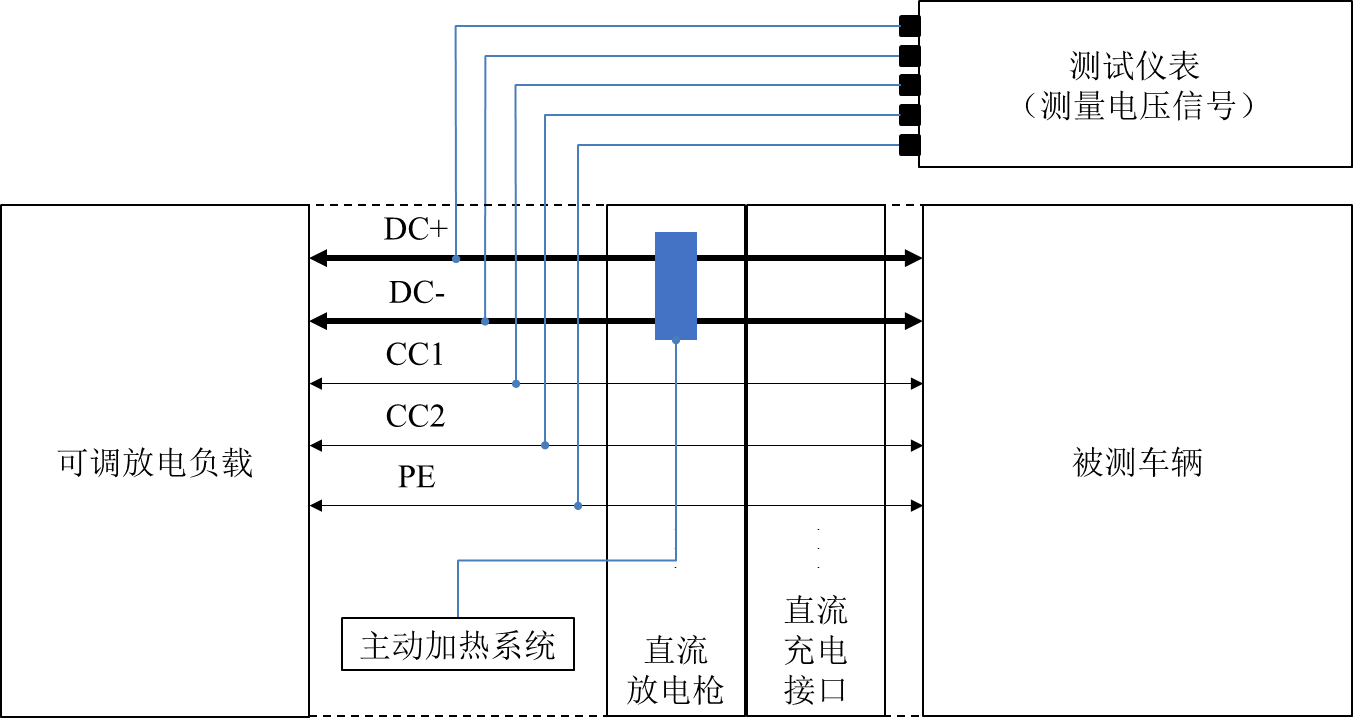 测试仪表
（测量电压信号）
DC+
DC-
CC1
CC2
PE
可调放电负载
被测车辆
主动加热系统
直流
放电枪
直流
充电
接口